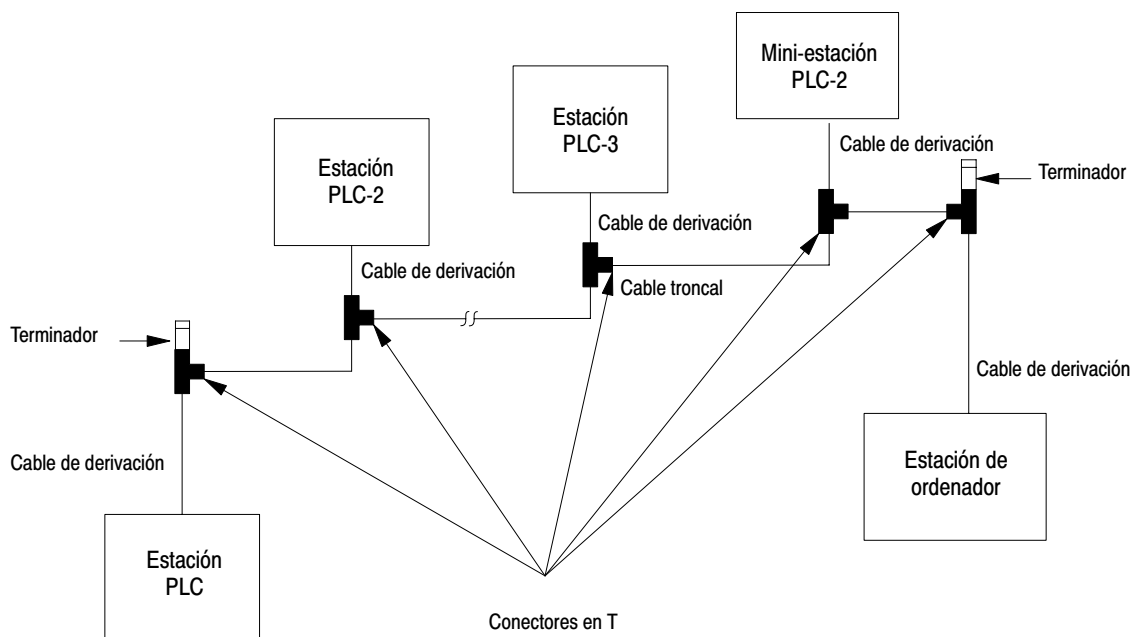 Mini-estación
PLC-2
Estación
PLC-3
Cable de derivación
Estación
PLC-2
Terminador
Cable de derivación
Cable de derivación
Cable troncal
Terminador
Cable de derivación
Cable de derivación
Estación de
ordenador
Estación
PLC
Conectores en T